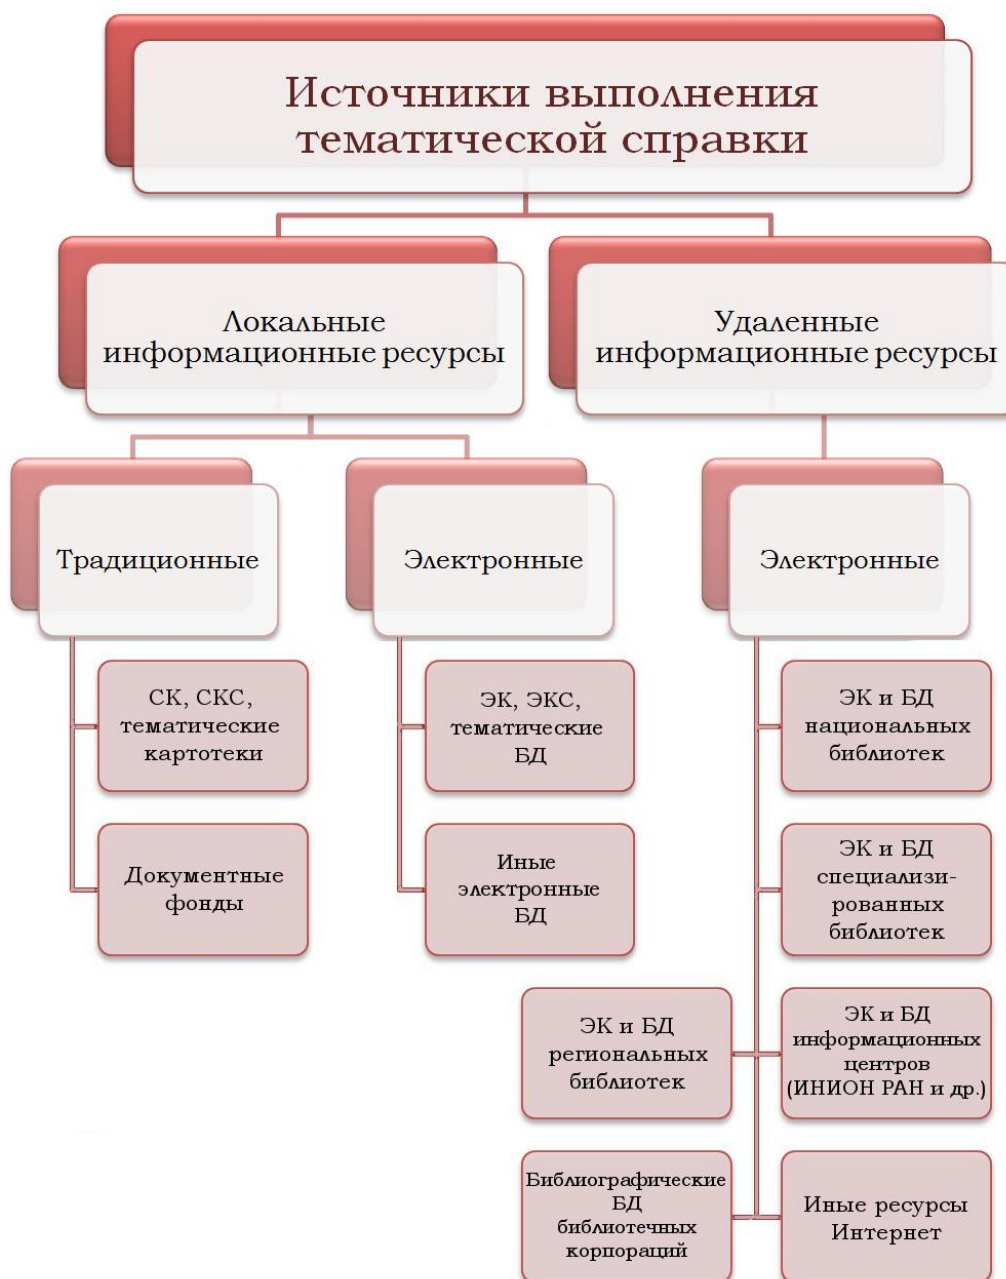 Источники выполнения
тематической справки
Локальные
информационные ресурсы
Удаленные
информационные ресурсы
Традиционные
Электронные
Электронные
СК, СКС,
тематические
картотеки
ЭК, ЭКС,
тематические
БД
ЭК и БД
национальных
библиотек
Документные
фонды
Иные
электронные
БД
ЭК и БД
специализи-
рованных
библиотек
ЭК и БД
региональных
библиотек
ЭК и БД
информационных
центров
(ИНИОН РАН и др.)
Библиографические
БД
библиотечных
корпораций
Иные ресурсы
Интернет